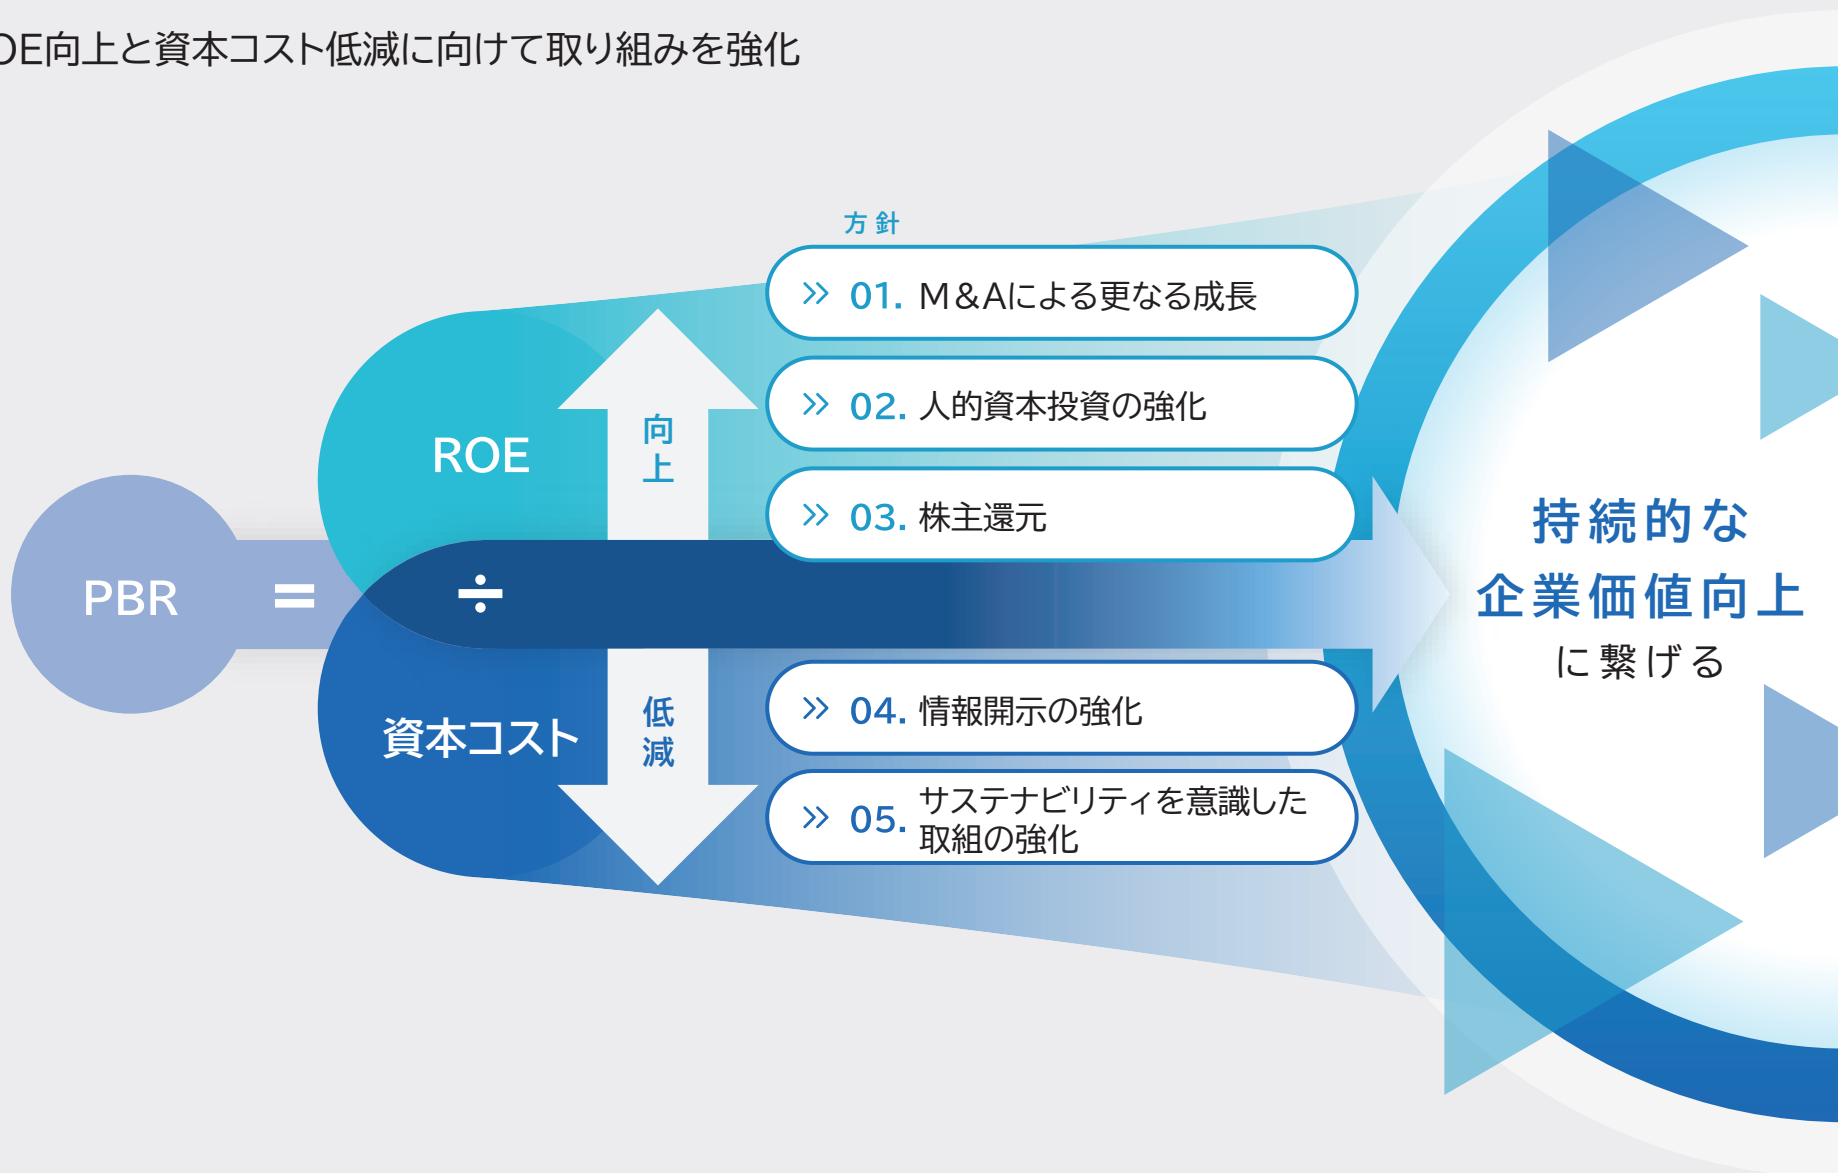 OE向上と資本コスト低減に向けて取り組みを強化
方針
01. M&Aによる更なる成長
02. 人的資本投資の強化
03. 株主還元
ROE
向上
PBR = ÷
資本コスト
低減
04. 情報開示の強化
05. サステナビリティを意識した
取組の強化
持続的な
企業価値向上
に繋げる